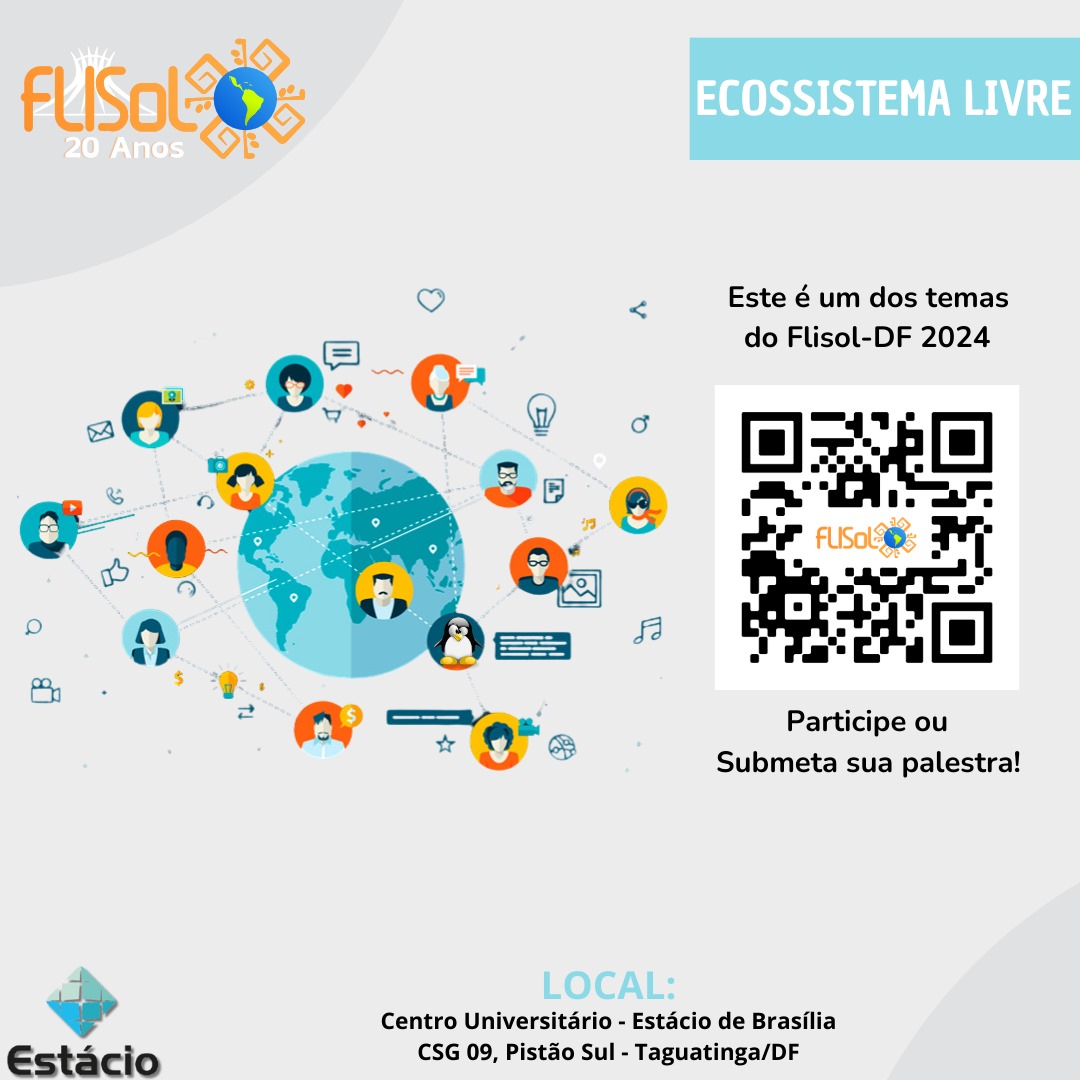 FLISol
20 Anos
ECOSSISTEMA LIVRE
Este é um dos temas
do Flisol-DF 2024
FLISol
Participe ou
Submeta sua palestra!
Estácio
LOCAL:
Centro Universitário - Estácio de Brasília
CSG 09, Pistão Sul - Taguatinga/DF